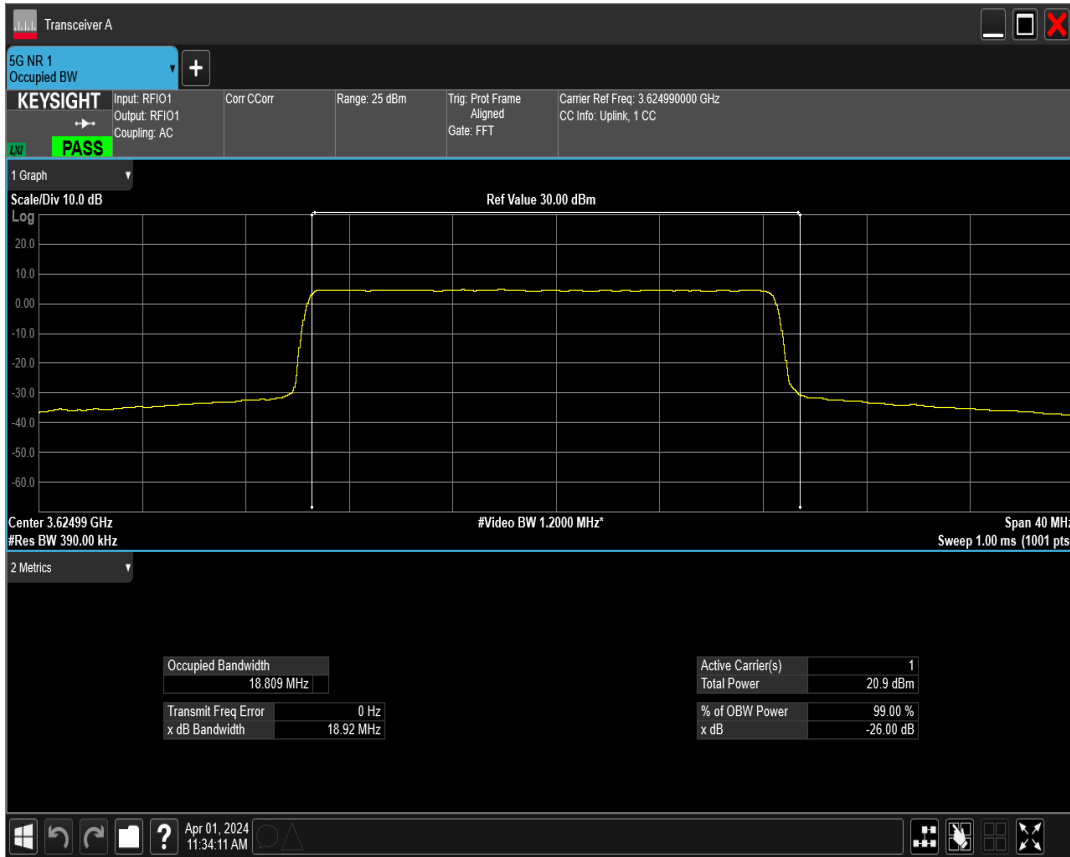 Transceiver A
5G NR 1
Occupied BW
+
KEYSIGHT
Input: RFIO1
Output: RFIO1
Coupling: AC
Corr CCorr
Range: 25 dBm
Trig: Prot Frame
Aligned
Gate: FFT
Carrier Ref Freq: 3.624990000 GHz
CC Info: Uplink, 1 CC
LXI
PASS
1 Graph
Scale/Div 10.0 dB
Ref Value 30.00 dBm
Log
20.0
10.0
0.00
-10.0
-20.0
-30.0
-40.0
-50.0
-60.0
Center 3.62499 GHz
#Video BW 1.2000 MHz*
Span 40 MHz
#Res BW 390.00 kHz
Sweep 1.00 ms (1001 pts
2 Metrics
Occupied Bandwidth
18.809 MHz
Transmit Freq Error 0 Hz
x dB Bandwidth 18.92 MHz
Active Carrier(s) 1
Total Power 20.9 dBm
% of OBW Power 99.00 %
x dB -26.00 dB
?
Apr 01, 2024
11:34:11 AM